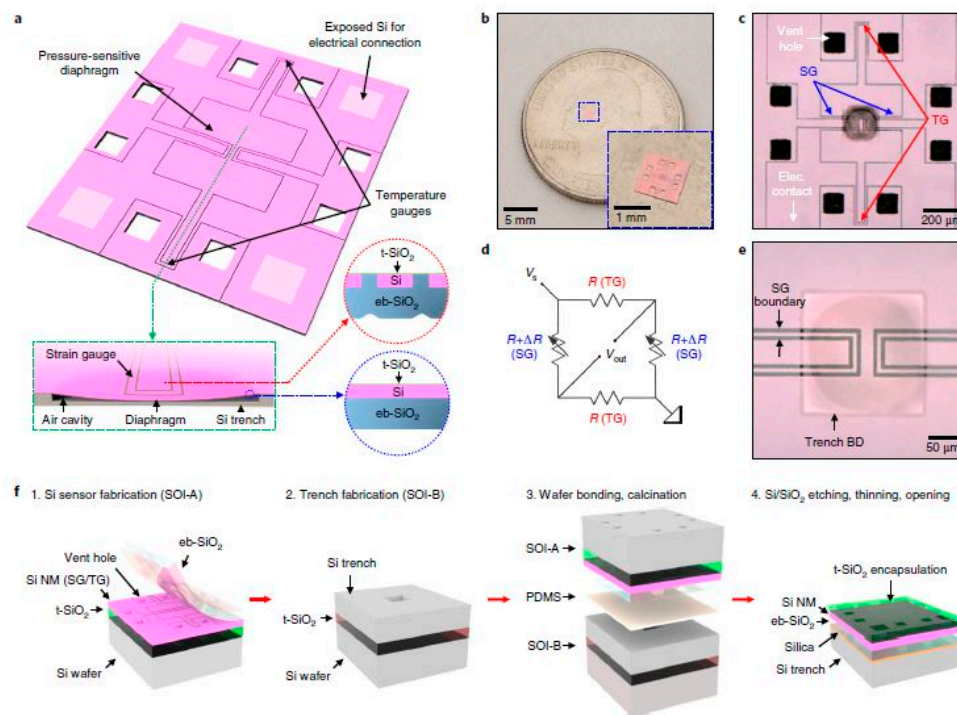 a
Exposed Si for
electrical connection
Pressure-sensitive
diaphragm
Temperature
gauges
t-SiO₂
Si
eb-SiO₂
Strain gauge
Air cavity
Diaphragm
Si trench
t-SiO₂
Si
eb-SiO₂
b
5 mm
1 mm
c
Vent
hole
SG
TG
Elec.
contact
200 μm
d
Vs
R (TG)
R+ΔR
(SG)
Vout
R+ΔR
(SG)
R (TG)
e
SG
boundary
Trench BD
50 μm
f
1. Si sensor fabrication (SOI-A)
eb-SiO₂
Vent hole
Si NM (SG/TG)
t-SiO₂
Si wafer
2. Trench fabrication (SOI-B)
Si trench
t-SiO₂
Si wafer
3. Wafer bonding, calcination
SOI-A
PDMS
SOI-B
4. Si/SiO₂ etching, thinning, opening
t-SiO₂ encapsulation
Si NM
eb-SiO₂
Silica
Si trench